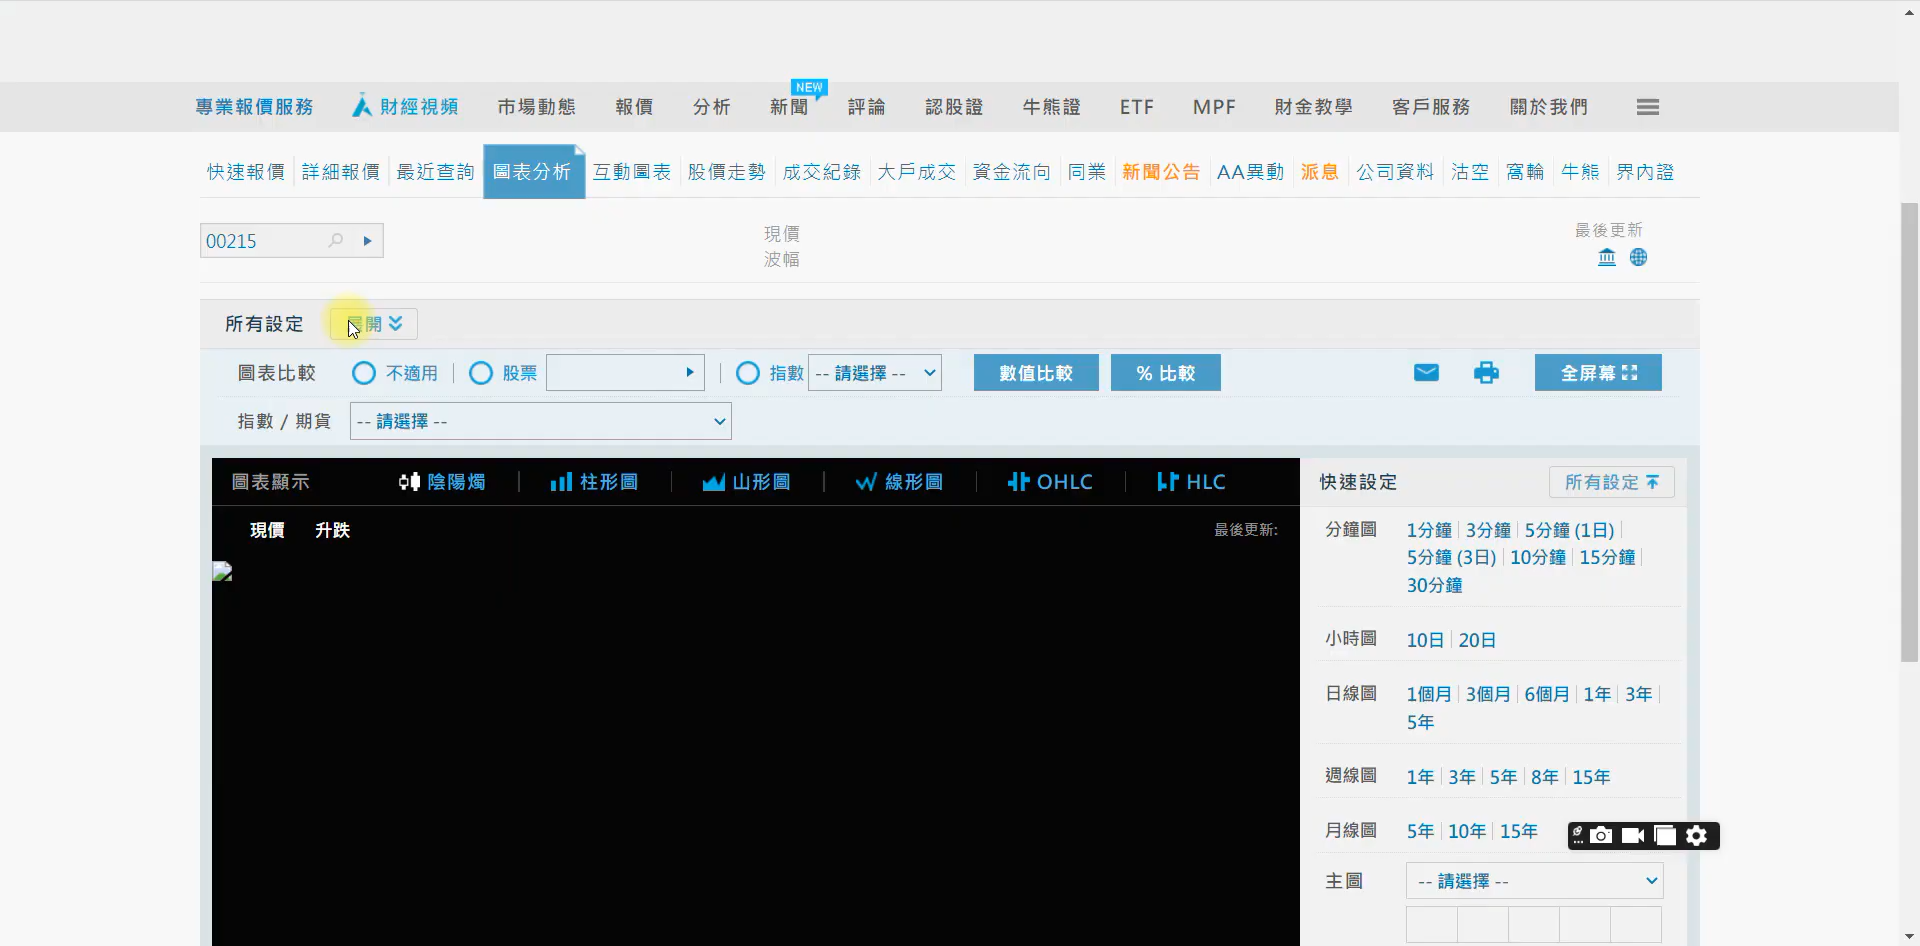 NEW
專業報價服務 財經視頻 市場動態 報價 分析 新聞 評論 認股證 牛熊證 ETF MPF 財金教學 客戶服務 關於我們
快速報價 詳細報價 最近查詢 圖表分析 互動圖表 股價走勢 成交紀錄 大戶成交 資金流向 同業 新聞公告 AA異動 派息 公司資料 沽空 窩輪 牛熊 界內證
00215 現價 最後更新
波幅
所有設定 開
圖表比較 不適用 股票 指數 -- 請選擇 -- 數值比較 % 比較 全屏幕
指數 / 期貨 -- 請選擇 --
圖表顯示 陰陽燭 柱形圖 山形圖 線形圖 OHLC HLC 快速設定 所有設定
現價 升跌 最後更新: 分鐘圖 1分鐘 3分鐘 5分鐘 (1日)
5分鐘 (3日) 10分鐘 15分鐘
30分鐘
小時圖 10日 20日
日線圖 1個月 3個月 6個月 1年 3年
5年
週線圖 1年 3年 5年 8年 15年
月線圖 5年 10年 15年
主圖 -- 請選擇 --